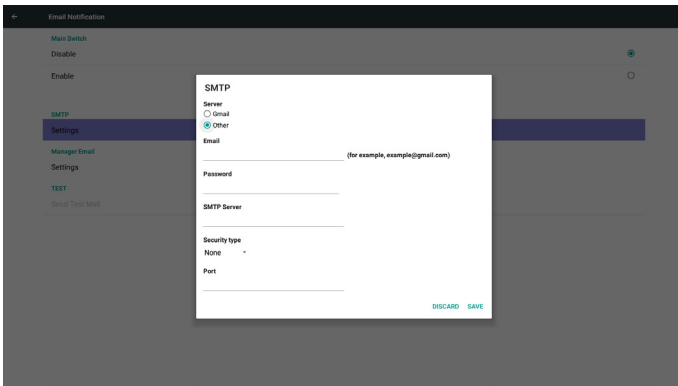 Email Notification
Main Switch
Disable
Enable
SMTP
Settings
Manager Email
Settings
TEST
Send Test Mail
SMTP
Server
Gmail
Other
Email
(for example, example@gmail.com)
Password
SMTP Server
Security type
None
Port
DISCARD SAVE